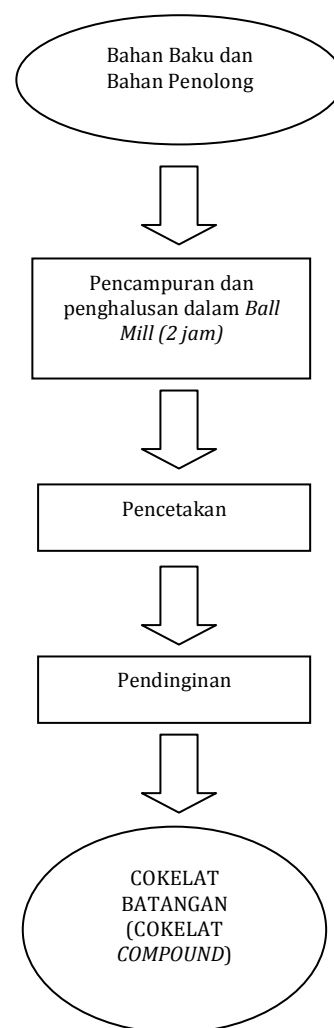 Bahan Baku dan
Bahan Penolong
Pencampuran dan
penghalusan dalam Ball
Mill (2 jam)
Pencetakan
Pendinginan
COKELAT
BATANGAN
(COKELAT
COMPOUND)